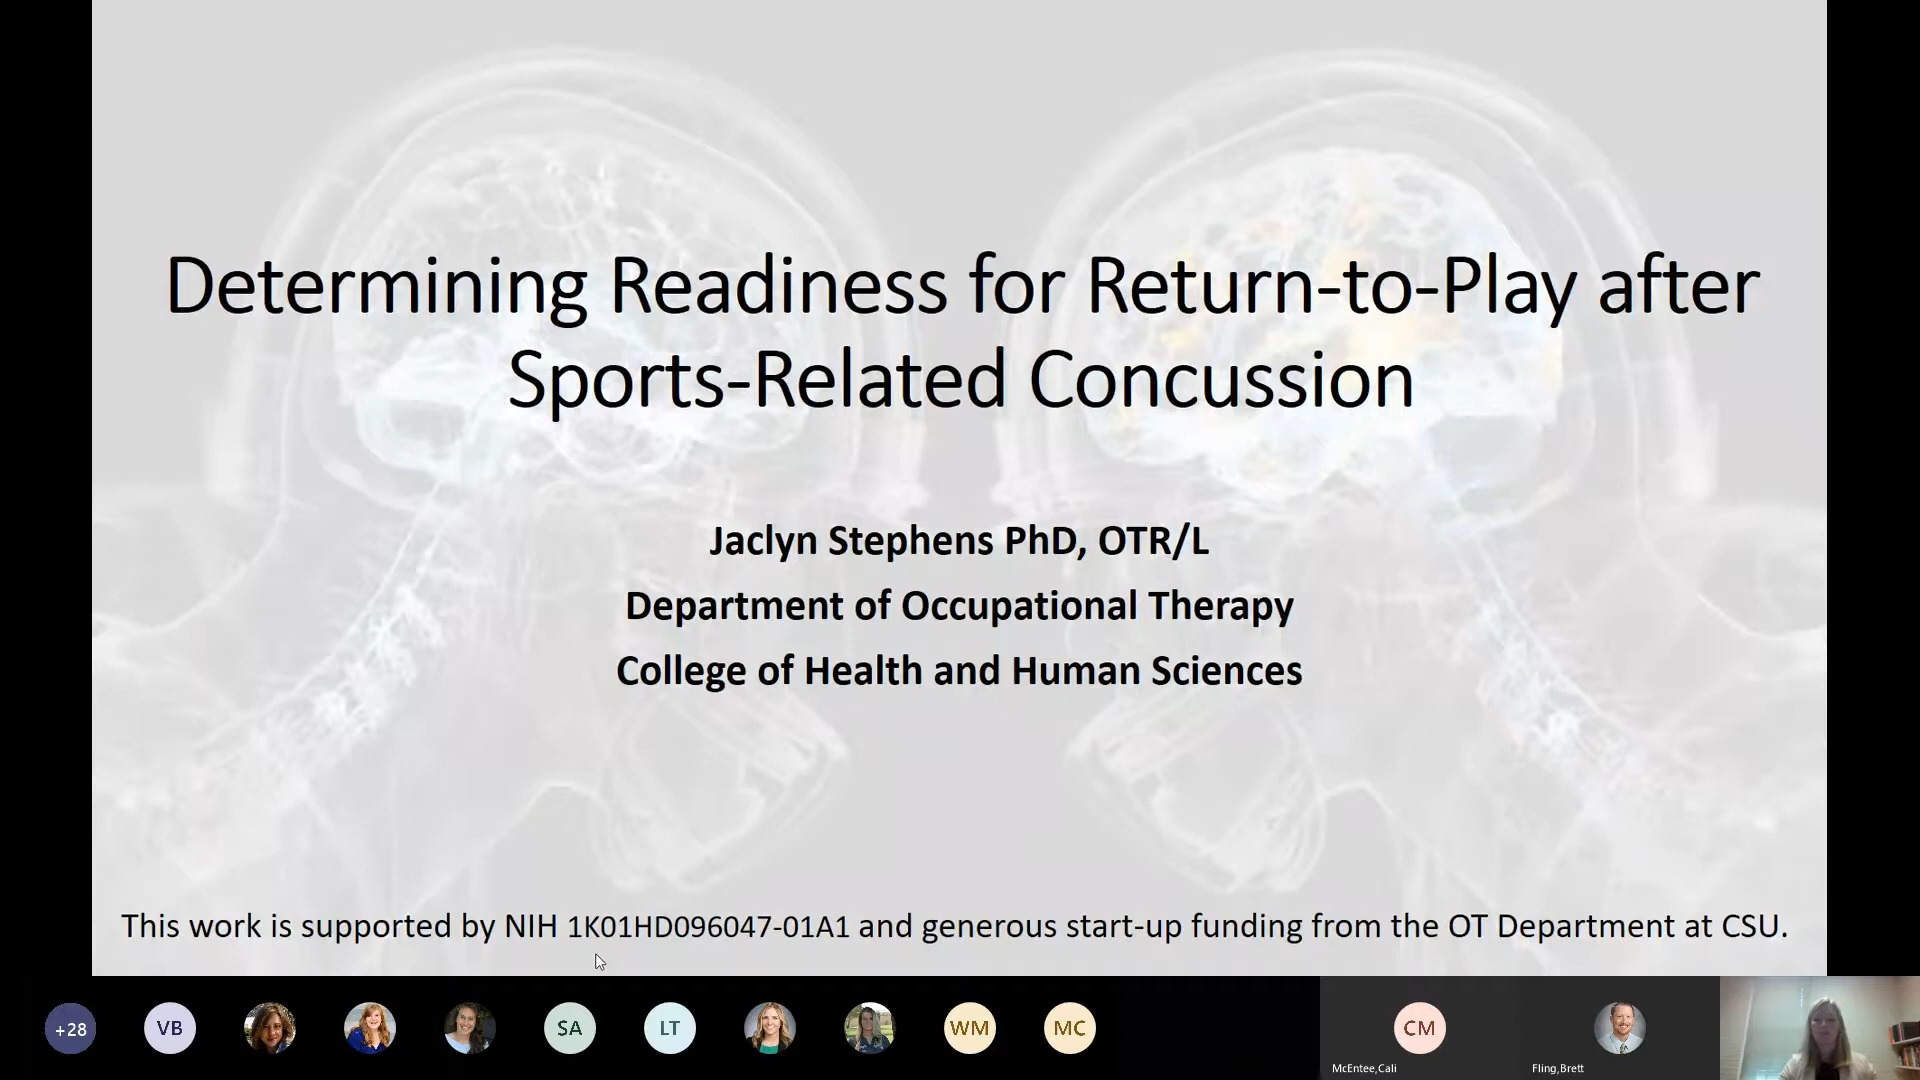 Determining Readiness for Return-to-Play after
Sports-Related Concussion
Jaclyn Stephens PhD, OTR/L
Department of Occupational Therapy
College of Health and Human Sciences
This work is supported by NIH 1K01HD096047-01A1 and generous start-up funding from the OT Department at CSU.
+28
VB
SA
LT
WM
MC
CM
McEntee,Cali
Fling,Brett